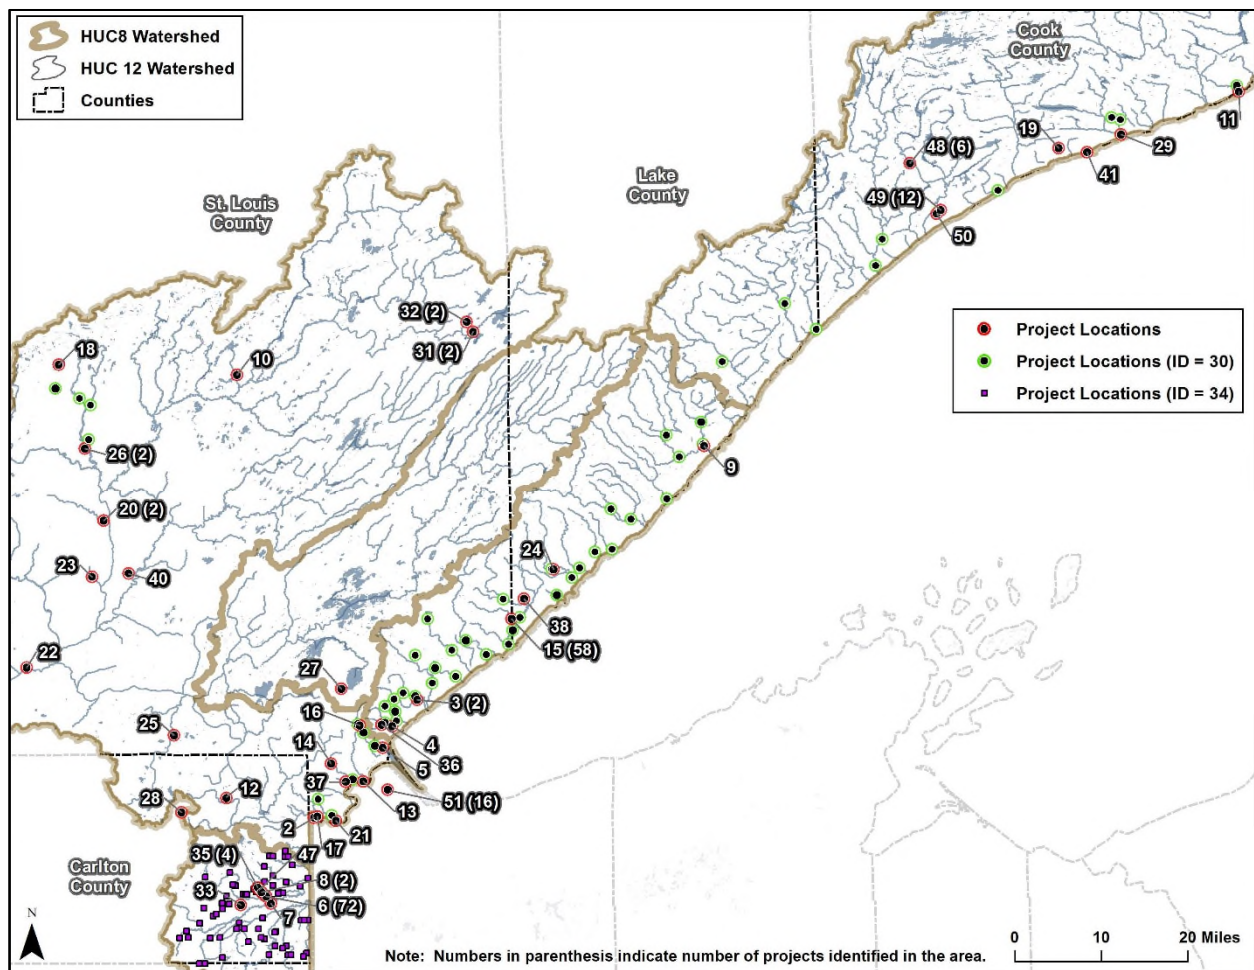 HUC8 Watershed
HUC 12 Watershed
Counties
Cook
County
11
19
29
48 (6)
41
Lake
County
49 (12)
50
St. Louis
County
32 (2)
31 (2)
Project Locations
Project Locations (ID = 30)
Project Locations (ID = 34)
18
10
26 (2)
9
20 (2)
24
23
40
38
15 (58)
22
27
3 (2)
16
25
4
36
14
5
37
12
51 (16)
13
28
2
21
17
35 (4)
47
Carlton
County
8 (2)
33
6 (72)
7
N
0
10
20 Miles
Note: Numbers in parenthesis indicate number of projects identified in the area.